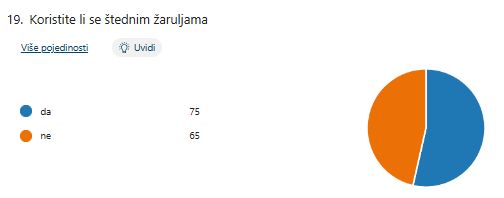 19. Koristite li se štednim žaruljama
Više pojedinosti Uvidi
da 75
ne 65